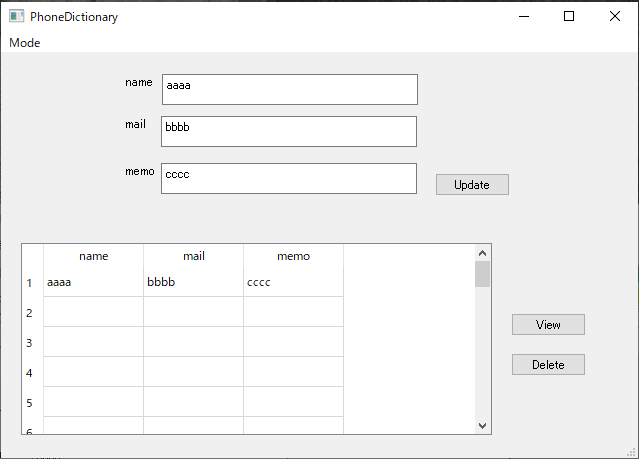 PhoneDictionary
Mode
name aaaa
mail bbbb
memo cccc
Update
name mail memo
1 aaaa bbbb cccc
2
3
4
5
6
View
Delete